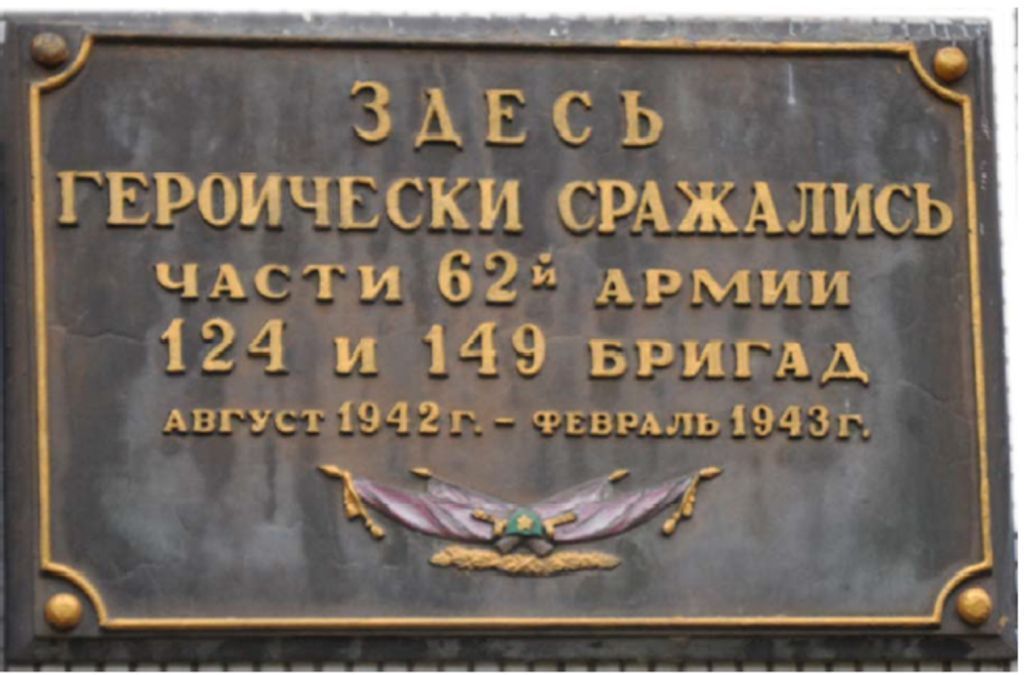 ЗДЕСЬ
ГЕРОИЧЕСКИ СРАЖАЛИСЬ
ЧАСТИ 62й АРМИИ
124 и 149 БРИГАД
АВГУСТ 1942 г. – ФЕВРАЛЬ 1943 г.